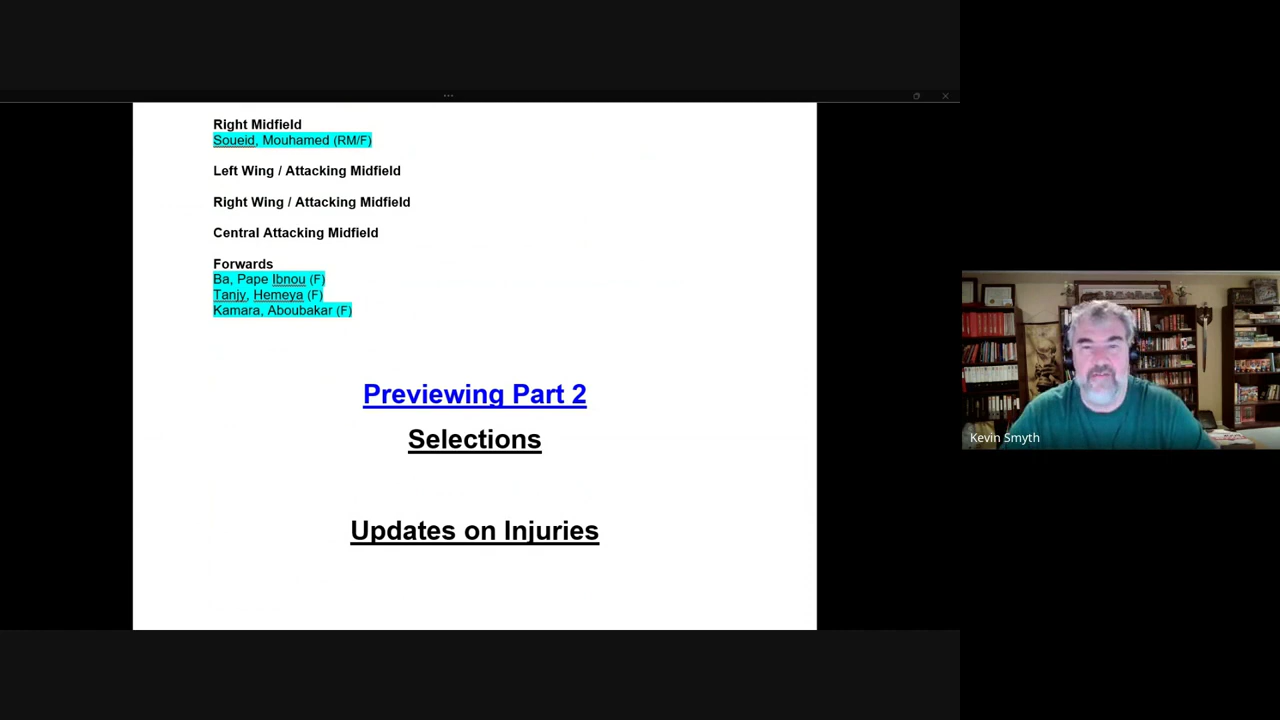 Right Midfield
Soueid, Mouhamed (RM/F)
Left Wing / Attacking Midfield
Right Wing / Attacking Midfield
Central Attacking Midfield
Forwards
Ba, Pape Ibnou (F)
Tanjy, Hemeya (F)
Kamara, Aboubakar (F)
Previewing Part 2
Selections
Updates on Injuries
Kevin Smyth